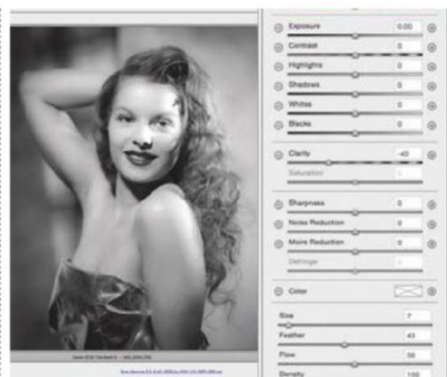 Exposure 0.00
Contrast 0
Highlights 0
Shadows 0
Whites 0
Blacks 0
Clarity -40
Saturation
Sharpness 0
Noise Reduction 0
Moire Reduction 0
Defringe
Color
Size 7
Feather 43
Flow 50
Density 100